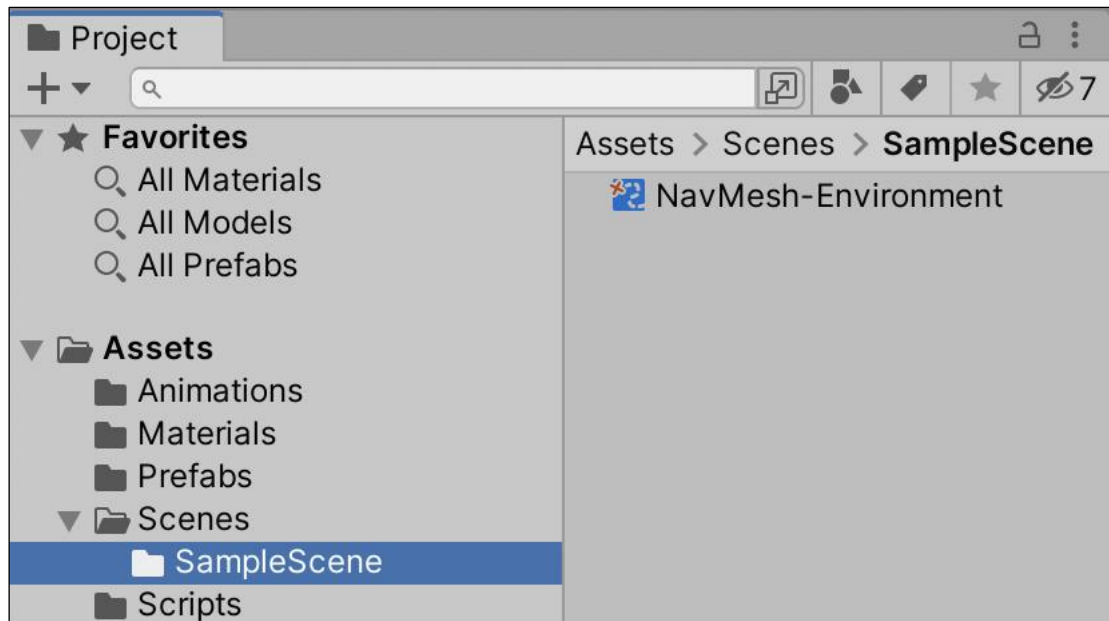 Project
7
Favorites
All Materials
All Models
All Prefabs
Assets
Animations
Materials
Prefabs
Scenes
SampleScene
Scripts
Assets > Scenes > SampleScene
NavMesh-Environment